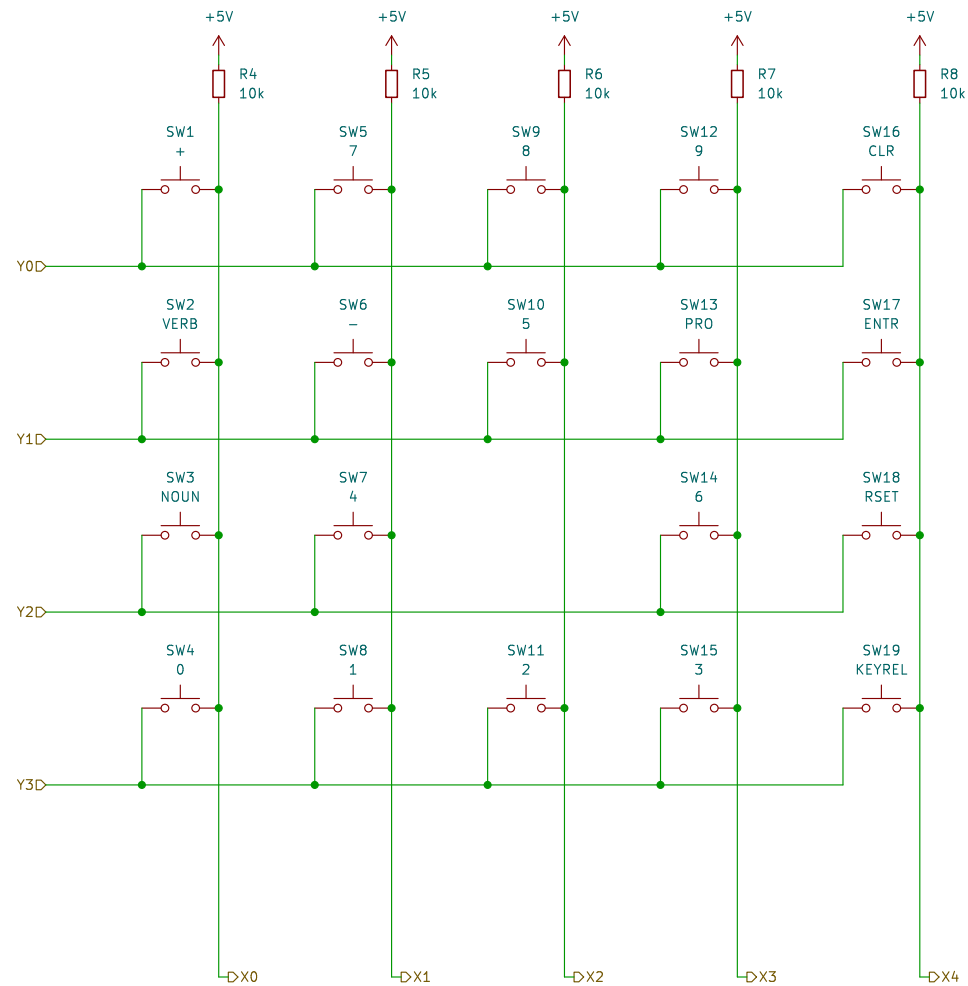 +5V +5V +5V +5V +5V
R4 R5 R6 R7 R8
10k 10k 10k 10k 10k
SW1 SW5 SW9 SW12 SW16
+ 7 8 9 CLR
Y0
SW2 SW6 SW10 SW13 SW17
VERB - 5 PRO ENTR
Y1
SW3 SW7 SW14 SW18
NOUN 4 6 RSET
Y2
SW4 SW8 SW11 SW15 SW19
0 1 2 3 KEYREL
Y3
X0 X1 X2 X3 X4